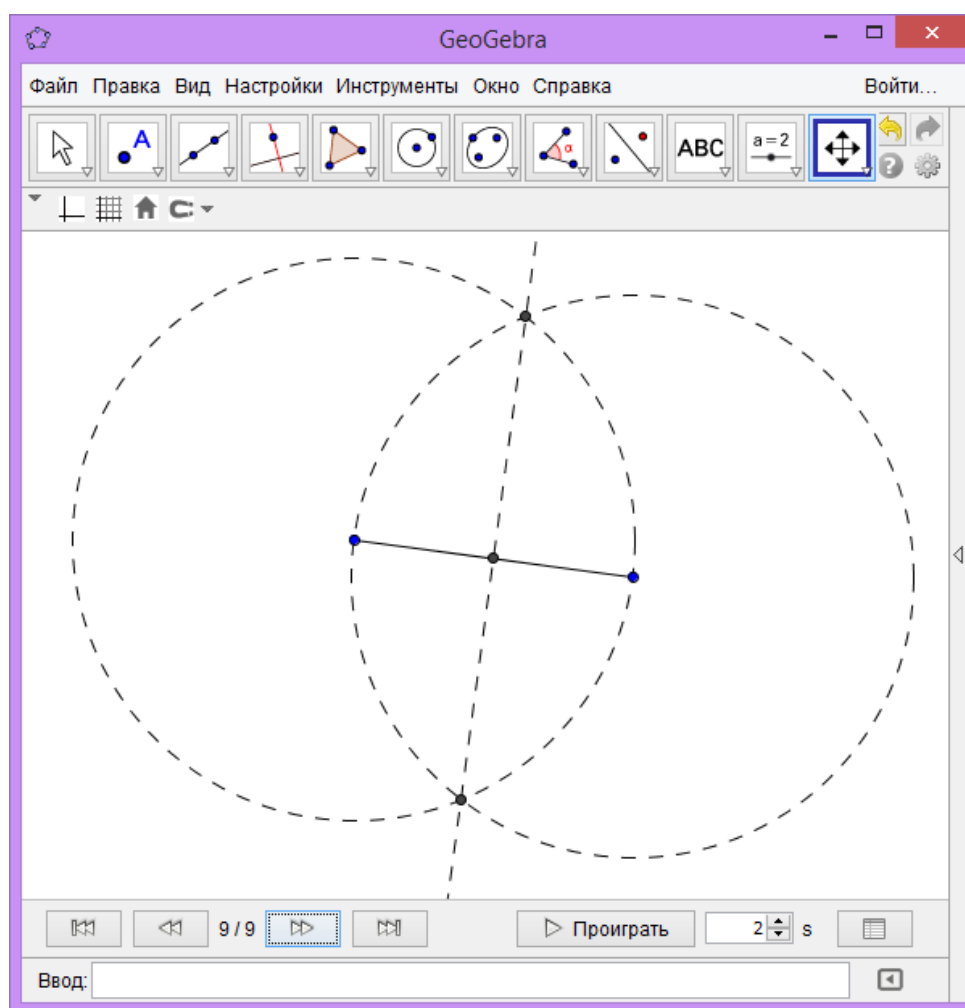 GeoGebra
Файл Правка Вид Настройки Инструменты Окно Справка Войти...
A α ABC a=2
9 / 9 Проиграть 2 s
Ввод: